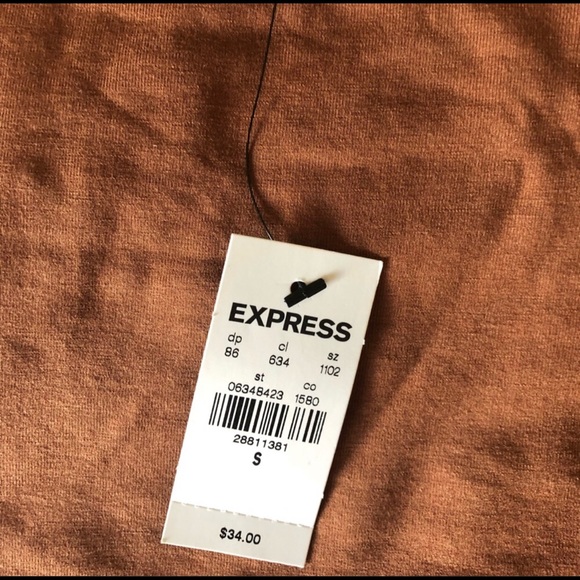 EXPRESS
dp cl sz
86 634 1102
st co
06348423 1580
28811381
S
$34.00